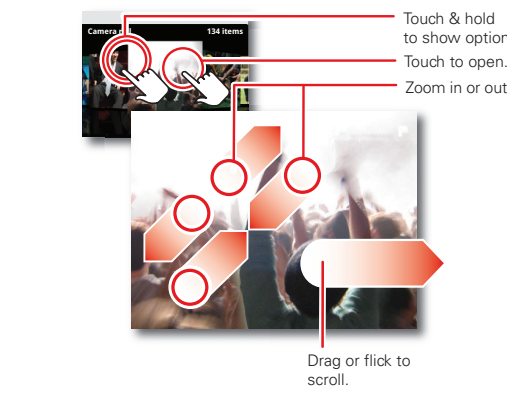 Camera 134 items
Touch & hold
to show option
Touch to open.
Zoom in or out
Drag or flick to
scroll.